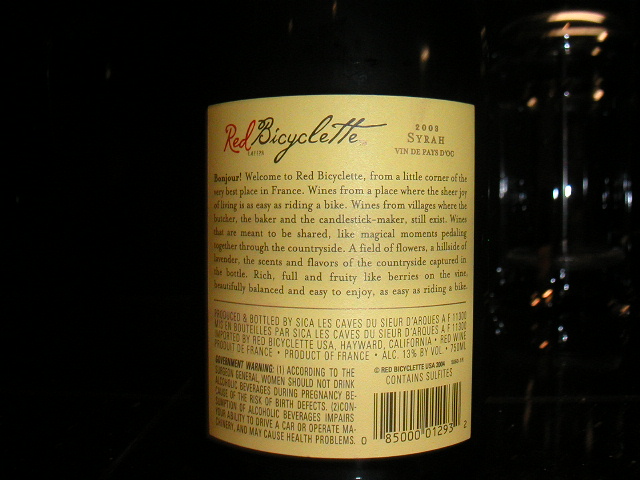 Red Bicyclette
2003
SYRAH
VIN DE PAYS D'OC
Bonjour! Welcome to Red Bicyclette, from a little corner of the
very best place in France. Wines from a place where the sheer joy
of living is as easy as riding a bike. Wines from villages where the
butcher, the baker and the candlestick-maker, still exist. Wines
that are meant to be shared, like magical moments pedaling
together through the countryside. A field of flowers, a hillside of
lavender, the scents and flavors of the countryside captured in
the bottle. Rich, full and fruity like berries on the vine,
beautifully balanced and easy to enjoy, as easy as riding a bike.
PRODUCED & BOTTLED BY SICA LES CAVES DU SIEUR D'ARQUES A F 11300
MIS EN BOUTEILLES PAR SICA LES CAVES DU SIEUR D'ARQUES A F 11300
IMPORTED BY RED BICYCLETTE USA, HAYWARD, CALIFORNIA • RED WINE
PRODUIT DE FRANCE • PRODUCT OF FRANCE • ALC. 13% BY VOL • 750ML
GOVERNMENT WARNING: (1) ACCORDING TO THE
SURGEON GENERAL, WOMEN SHOULD NOT DRINK
ALCOHOLIC BEVERAGES DURING PREGNANCY BE-
CAUSE OF THE RISK OF BIRTH DEFECTS. (2)CON-
SUMPTION OF ALCOHOLIC BEVERAGES IMPAIRS
YOUR ABILITY TO DRIVE A CAR OR OPERATE MA-
CHINERY, AND MAY CAUSE HEALTH PROBLEMS.
© RED BICYCLETTE USA 2004
CONTAINS SULFITES
0 85000 01293 2